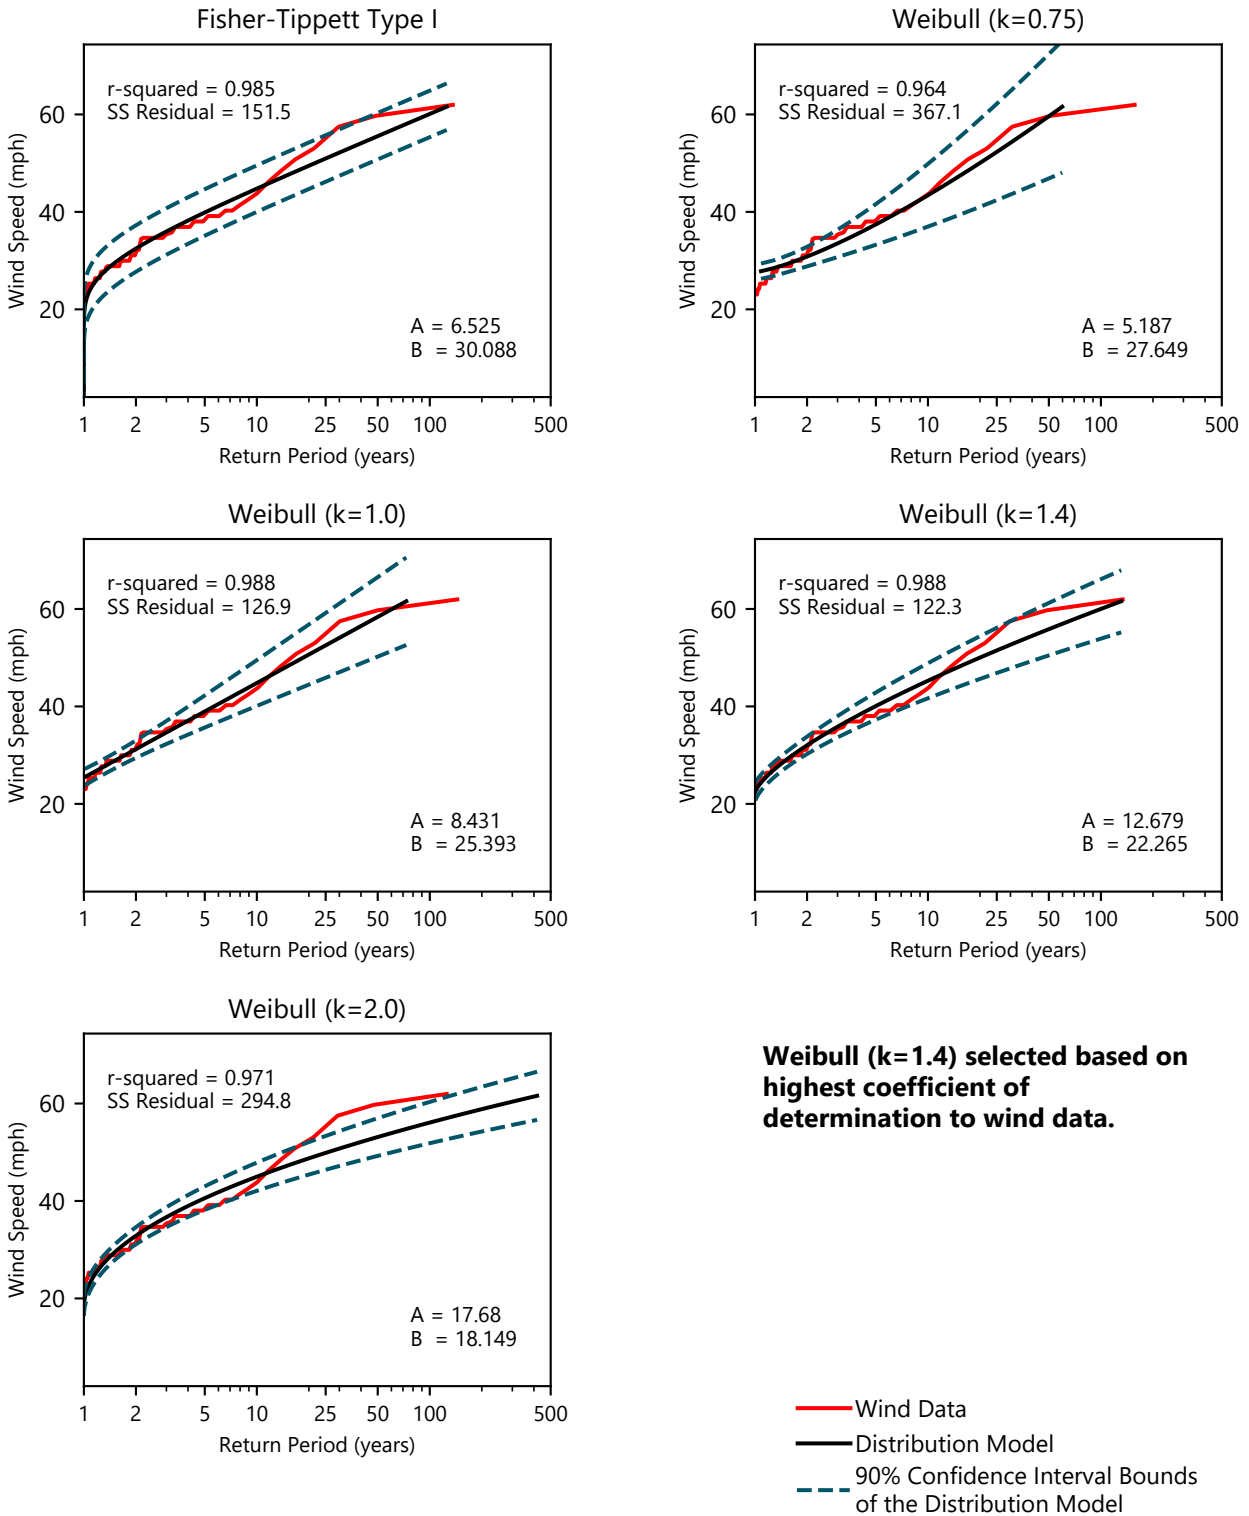 Fisher-Tippett Type I
r-squared = 0.985
SS Residual = 151.5
Wind Speed (mph)
60
40
20
A = 6.525
B = 30.088
1 2 5 10 25 50 100 500
Return Period (years)
Weibull (k=0.75)
r-squared = 0.964
SS Residual = 367.1
Wind Speed (mph)
60
40
20
A = 5.187
B = 27.649
1 2 5 10 25 50 100 500
Return Period (years)
Weibull (k=1.0)
r-squared = 0.988
SS Residual = 126.9
Wind Speed (mph)
60
40
20
A = 8.431
B = 25.393
1 2 5 10 25 50 100 500
Return Period (years)
Weibull (k=1.4)
r-squared = 0.988
SS Residual = 122.3
Wind Speed (mph)
60
40
20
A = 12.679
B = 22.265
1 2 5 10 25 50 100 500
Return Period (years)
Weibull (k=2.0)
r-squared = 0.971
SS Residual = 294.8
Wind Speed (mph)
60
40
20
A = 17.68
B = 18.149
1 2 5 10 25 50 100 500
Return Period (years)
Weibull (k=1.4) selected based on
highest coefficient of
determination to wind data.
Wind Data
Distribution Model
90% Confidence Interval Bounds
of the Distribution Model